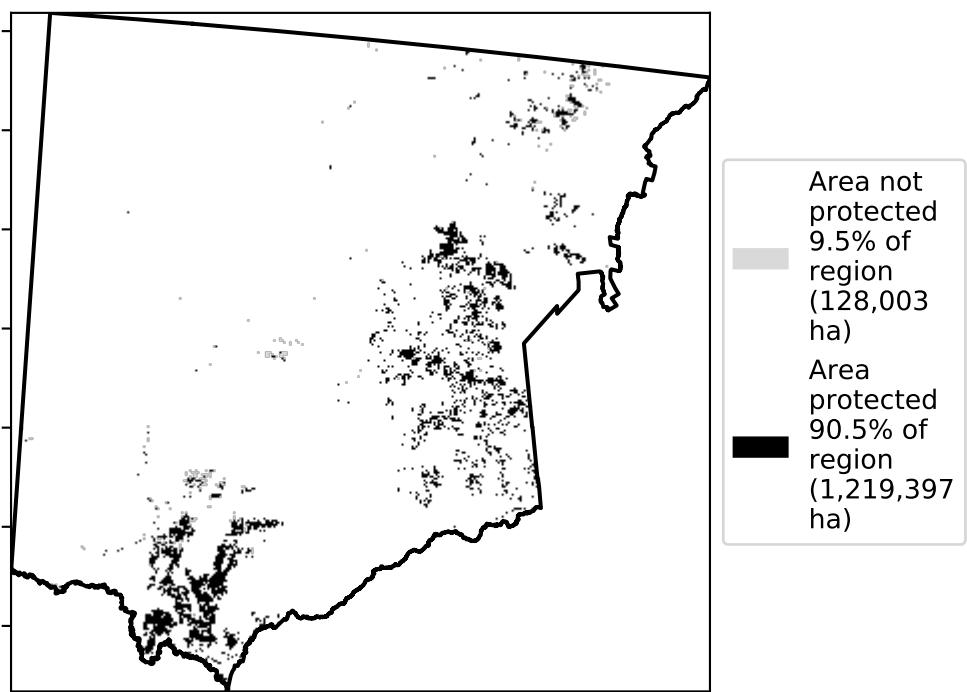 Area not
protected
9.5% of
region
(128,003
ha)
Area
protected
90.5% of
region
(1,219,397
ha)